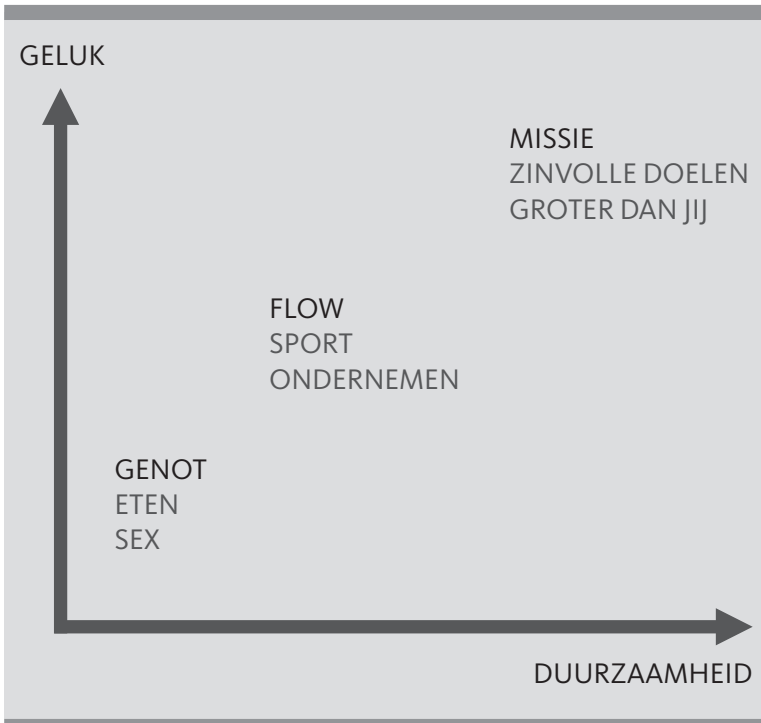 GELUK
MISSIE
ZINVOLLE DOELEN
GROTER DAN JIJ
FLOW
SPORT
ONDERNEMEN
GENOT
ETEN
SEX
DUURZAAMHEID